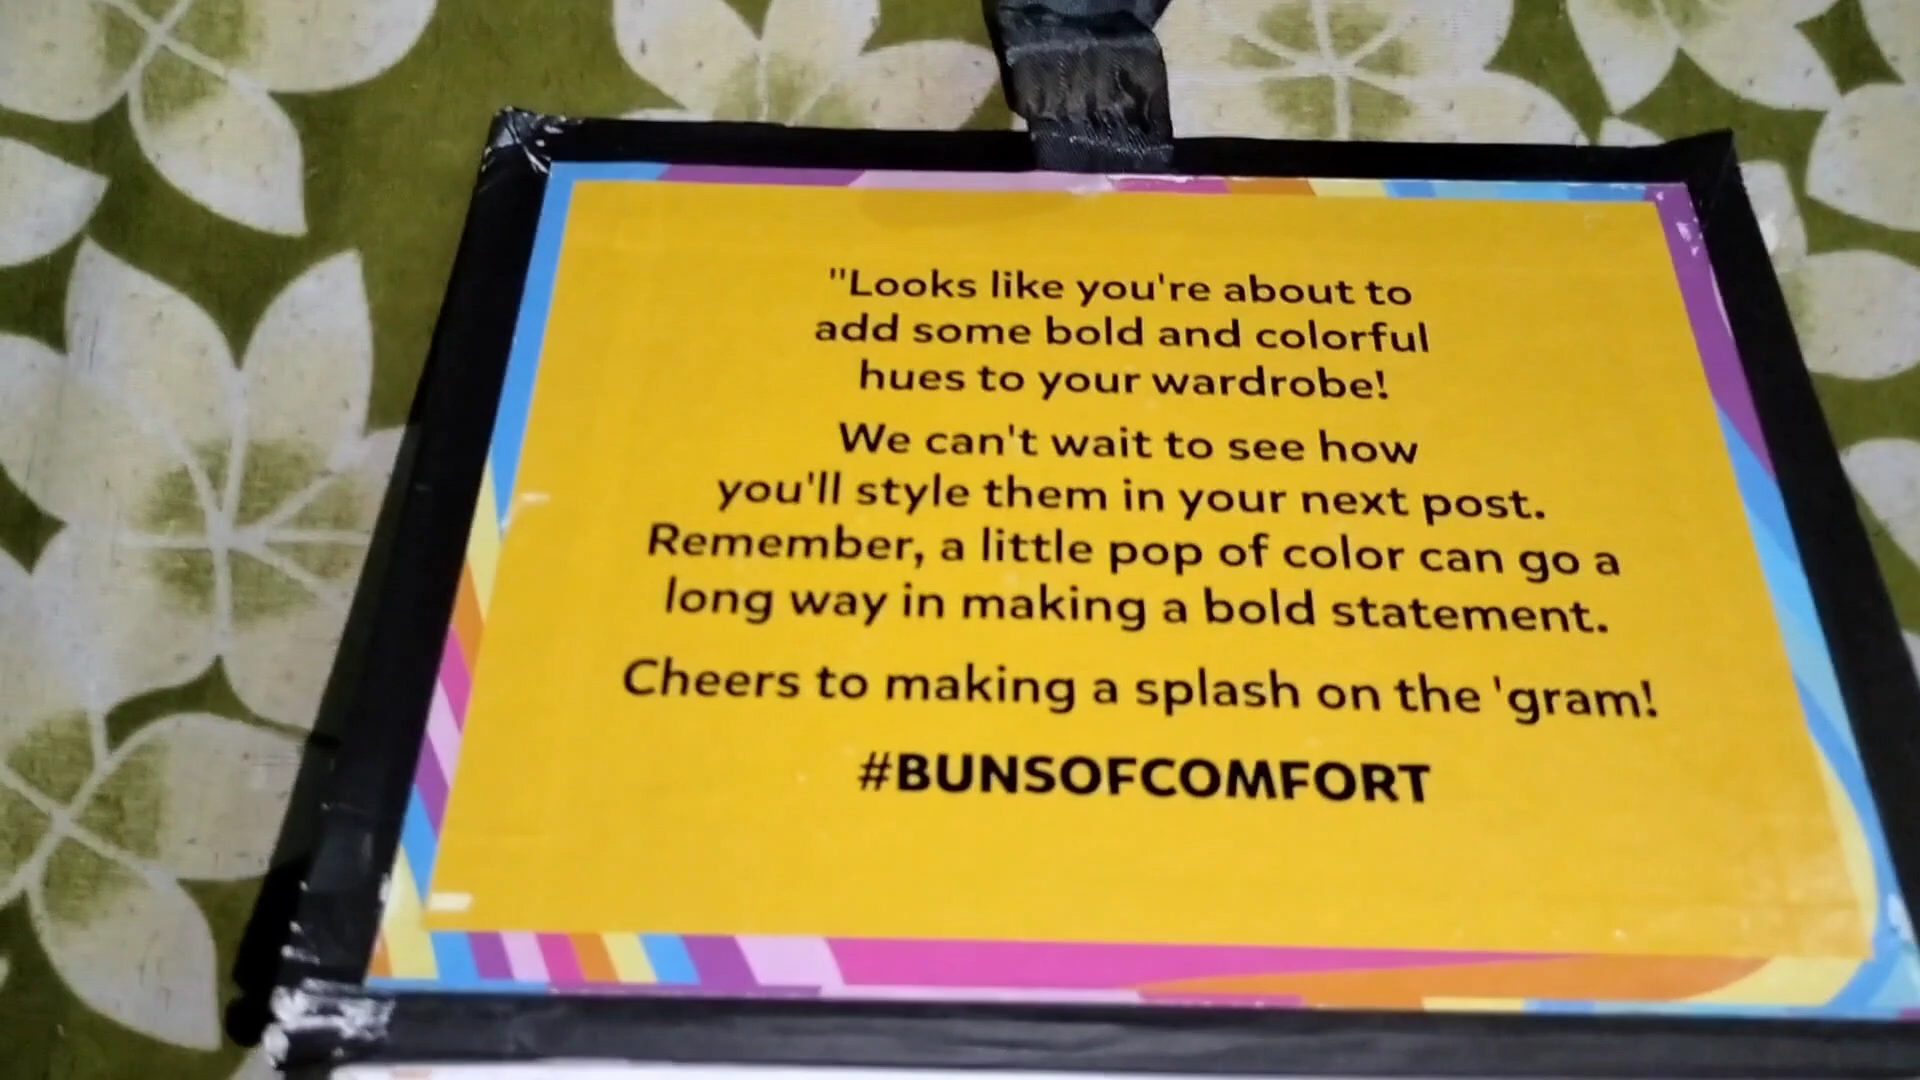 "Looks like you're about to
add some bold and colorful
hues to your wardrobe!
We can't wait to see how
you'll style them in your next post.
Remember, a little pop of color can go a
long way in making a bold statement.
Cheers to making a splash on the 'gram!
#BUNSOFCOMFORT